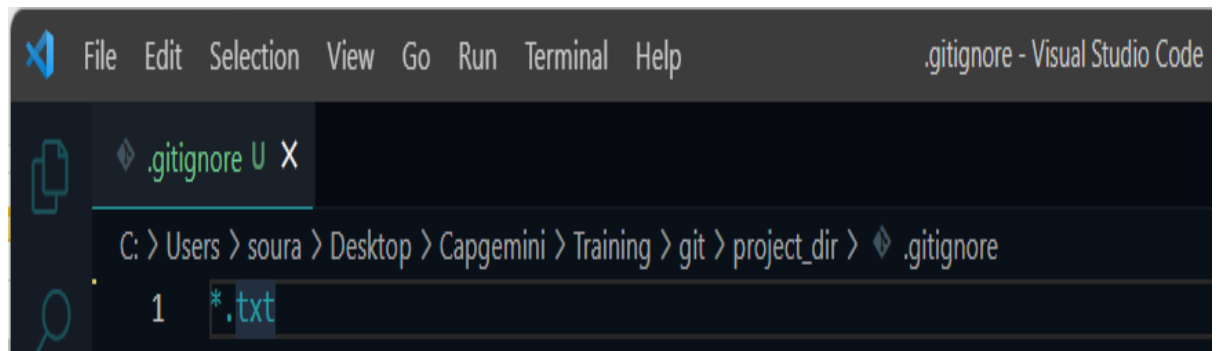 File Edit Selection View Go Run Terminal Help .gitignore - Visual Studio Code
.gitignore U X
C: > Users > soura > Desktop > Capgemini > Training > git > project_dir > .gitignore
1 *.txt